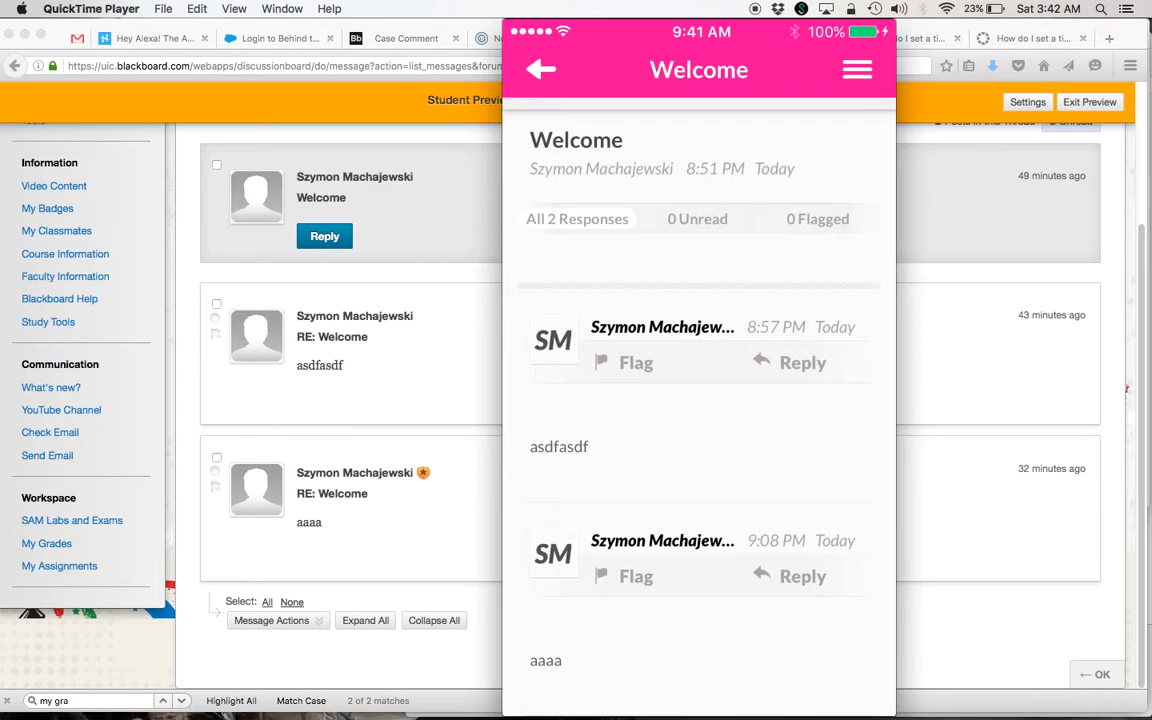 QuickTime Player File Edit View Window Help 23% Sat 3:42 AM
Hey Alexa! The Am... Login to Behind t... Bb Case Comment How do I set a ti...
https://uic.blackboard.com/webapps/discussionboard/do/message?action=list_messages&forum
Student Previe Settings Exit Preview
Information
Video Content
My Badges
My Classmates
Course Information
Faculty Information
Blackboard Help
Study Tools
Communication
What's new?
YouTube Channel
Check Email
Send Email
Workspace
SAM Labs and Exams
My Grades
My Assignments
Szymon Machajewski 49 minutes ago
Welcome
Reply
Szymon Machajewski 43 minutes ago
RE: Welcome
asdfasdf
Szymon Machajewski 32 minutes ago
RE: Welcome
aaaa
Select: All None
Message Actions Expand All Collapse All
← OK
my gra Highlight All Match Case 2 of 2 matches
9:41 AM 100%
Welcome
Welcome
Szymon Machajewski 8:51 PM Today
All 2 Responses 0 Unread 0 Flagged
SM Szymon Machajew... 8:57 PM Today
Flag Reply
asdfasdf
SM Szymon Machajew... 9:08 PM Today
Flag Reply
aaaa